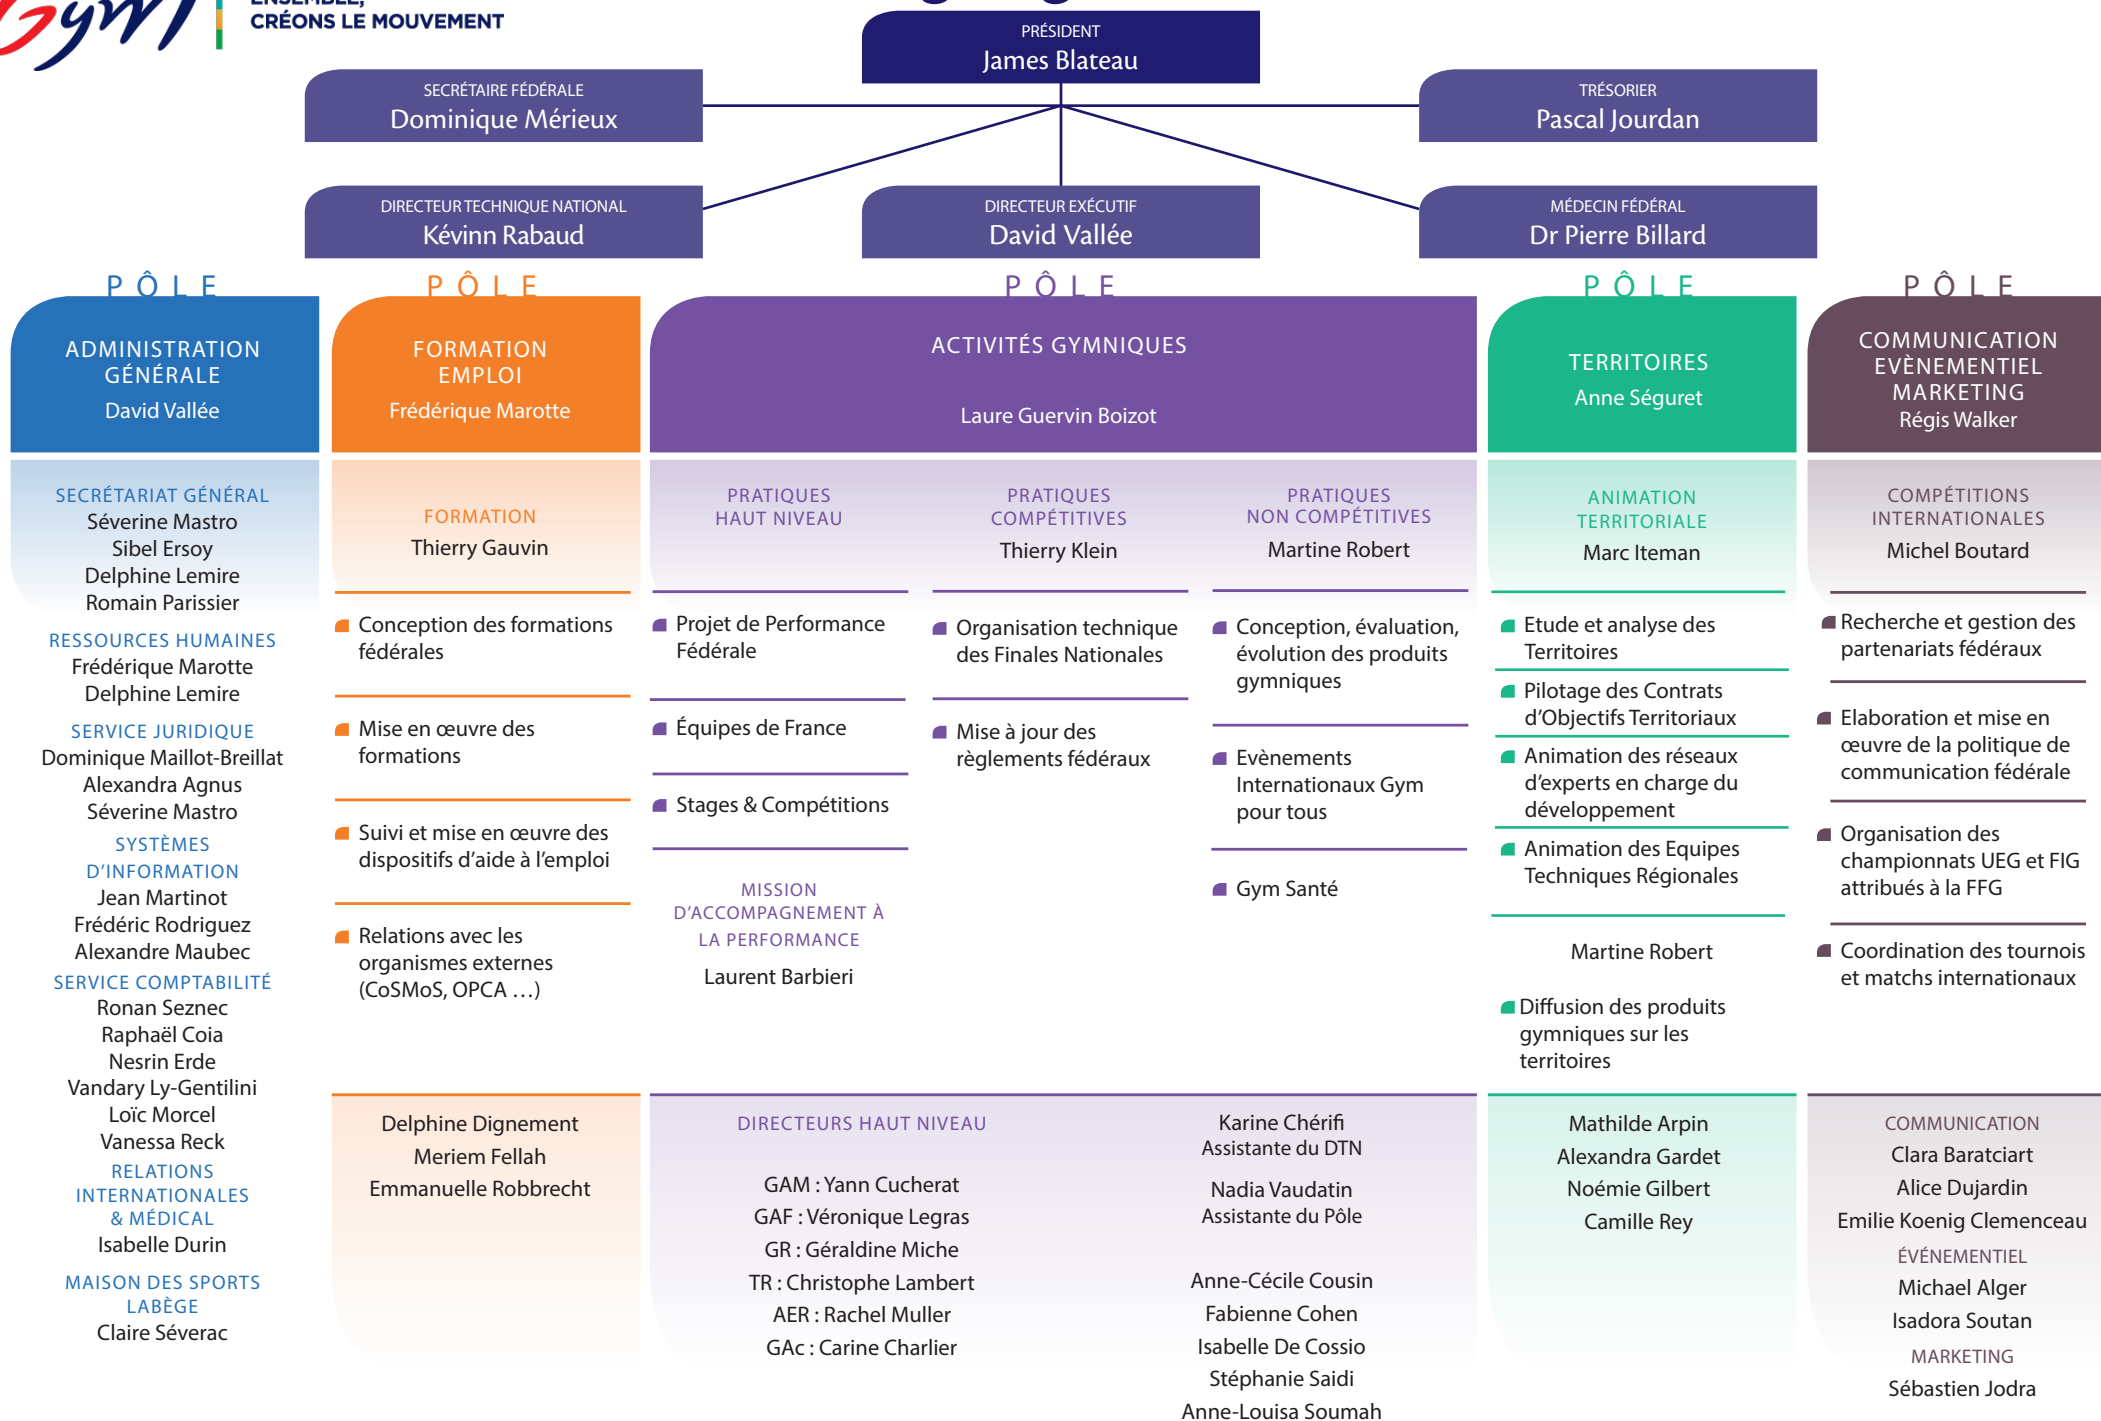 Gym
ENSEMBLE,
CRÉONS LE MOUVEMENT
PRÉSIDENT
James Blateau
SECRÉTAIRE FÉDÉRALE
Dominique Mérieux
TRÉSORIER
Pascal Jourdan
DIRECTEUR TECHNIQUE NATIONAL
Kévinn Rabaud
DIRECTEUR EXÉCUTIF
David Vallée
MÉDECIN FÉDÉRAL
Dr Pierre Billard
PÔLE
ADMINISTRATION
GÉNÉRALE
David Vallée
SECRÉTARIAT GÉNÉRAL
Séverine Mastro
Sibel Ersoy
Delphine Lemire
Romain Parissier
RESSOURCES HUMAINES
Frédérique Marotte
Delphine Lemire
SERVICE JURIDIQUE
Dominique Maillot-Breillat
Alexandra Agnus
Séverine Mastro
SYSTÈMES
D'INFORMATION
Jean Martinot
Frédéric Rodriguez
Alexandre Maubec
SERVICE COMPTABILITÉ
Ronan Seznec
Raphaël Coia
Nesrin Erde
Vandary Ly-Gentilini
Loïc Morcel
Vanessa Reck
RELATIONS
INTERNATIONALES
& MÉDICAL
Isabelle Durin
MAISON DES SPORTS
LABÈGE
Claire Séverac
PÔLE
FORMATION
EMPLOI
Frédérique Marotte
FORMATION
Thierry Gauvin
Conception des formations
fédérales
Mise en œuvre des
formations
Suivi et mise en œuvre des
dispositifs d'aide à l'emploi
Relations avec les
organismes externes
(CoSMoS, OPCA …)
Delphine Dignement
Meriem Fellah
Emmanuelle Robbrecht
PÔLE
ACTIVITÉS GYMNIQUES
Laure Guervin Boizot
PRATIQUES
HAUT NIVEAU
Projet de Performance
Fédérale
Équipes de France
Stages & Compétitions
MISSION
D'ACCOMPAGNEMENT À
LA PERFORMANCE
Laurent Barbieri
PRATIQUES
COMPÉTITIVES
Thierry Klein
Organisation technique
des Finales Nationales
Mise à jour des
règlements fédéraux
PRATIQUES
NON COMPÉTITIVES
Martine Robert
Conception, évaluation,
évolution des produits
gymniques
Evènements
Internationaux Gym
pour tous
Gym Santé
DIRECTEURS HAUT NIVEAU
GAM : Yann Cucherat
GAF : Véronique Legras
GR : Géraldine Miche
TR : Christophe Lambert
AER : Rachel Muller
GAc : Carine Charlier
Karine Chérifi
Assistante du DTN
Nadia Vaudatin
Assistante du Pôle
Anne-Cécile Cousin
Fabienne Cohen
Isabelle De Cossio
Stéphanie Saidi
Anne-Louisa Soumah
PÔLE
TERRITOIRES
Anne Séguret
ANIMATION
TERRITORIALE
Marc Iteman
Etude et analyse des
Territoires
Pilotage des Contrats
d'Objectifs Territoriaux
Animation des réseaux
d'experts en charge du
développement
Animation des Equipes
Techniques Régionales
Martine Robert
Diffusion des produits
gymniques sur les
territoires
Mathilde Arpin
Alexandra Gardet
Noémie Gilbert
Camille Rey
PÔLE
COMMUNICATION
EVÈNEMENTIEL
MARKETING
Régis Walker
COMPÉTITIONS
INTERNATIONALES
Michel Boutard
Recherche et gestion des
partenariats fédéraux
Elaboration et mise en
œuvre de la politique de
communication fédérale
Organisation des
championnats UEG et FIG
attribués à la FFG
Coordination des tournois
et matchs internationaux
COMMUNICATION
Clara Baratciart
Alice Dujardin
Emilie Koenig Clemenceau
ÉVÉNEMENTIEL
Michael Alger
Isadora Soutan
MARKETING
Sébastien Jodra